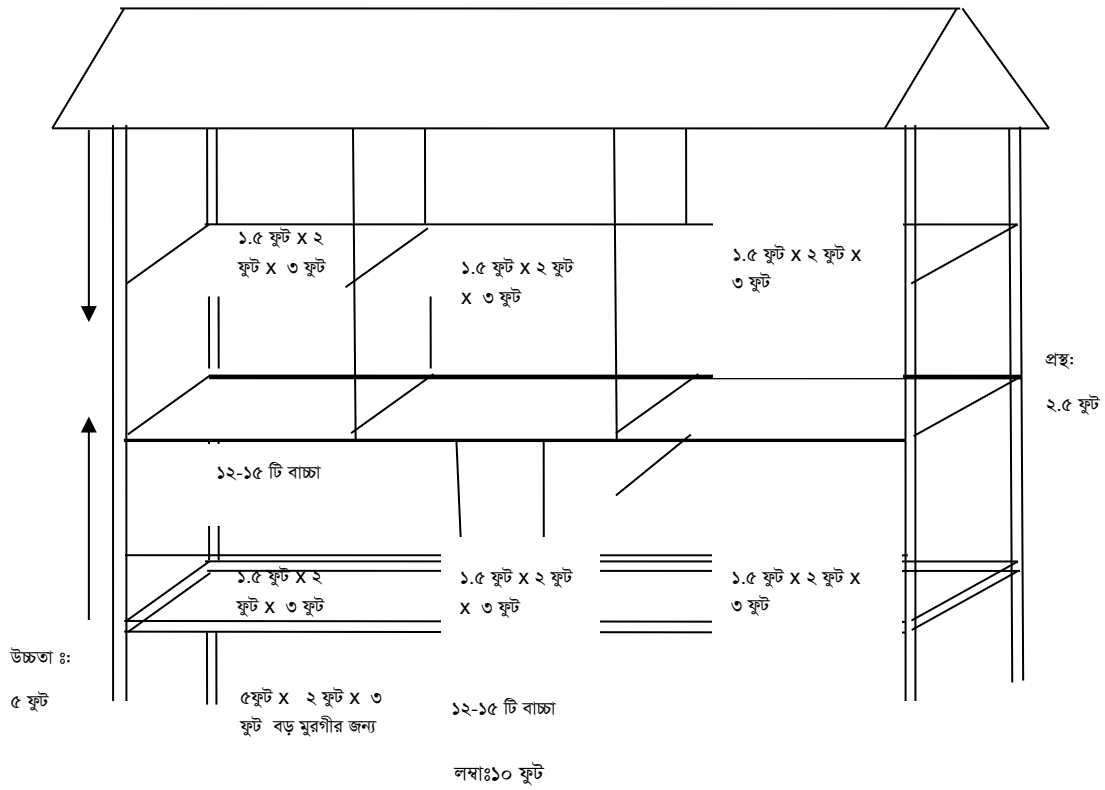 ১.৫ ফুট x ২
ফুট x ৩ ফুট
১.৫ ফুট x ২ ফুট
x ৩ ফুট
১.৫ ফুট x ২ ফুট x
৩ ফুট
প্রস্থ:
২.৫ ফুট
১২-১৫ টি বাচ্চা
১.৫ ফুট x ২
ফুট x ৩ ফুট
১.৫ ফুট x ২ ফুট
x ৩ ফুট
১.৫ ফুট x ২ ফুট x
৩ ফুট
উচ্চতা ঃ:
৫ ফুট
৫ফুট x ২ ফুট x ৩
ফুট বড় মুরগীর জন্য
১২-১৫ টি বাচ্চা
লম্বাঃ১০ ফুট